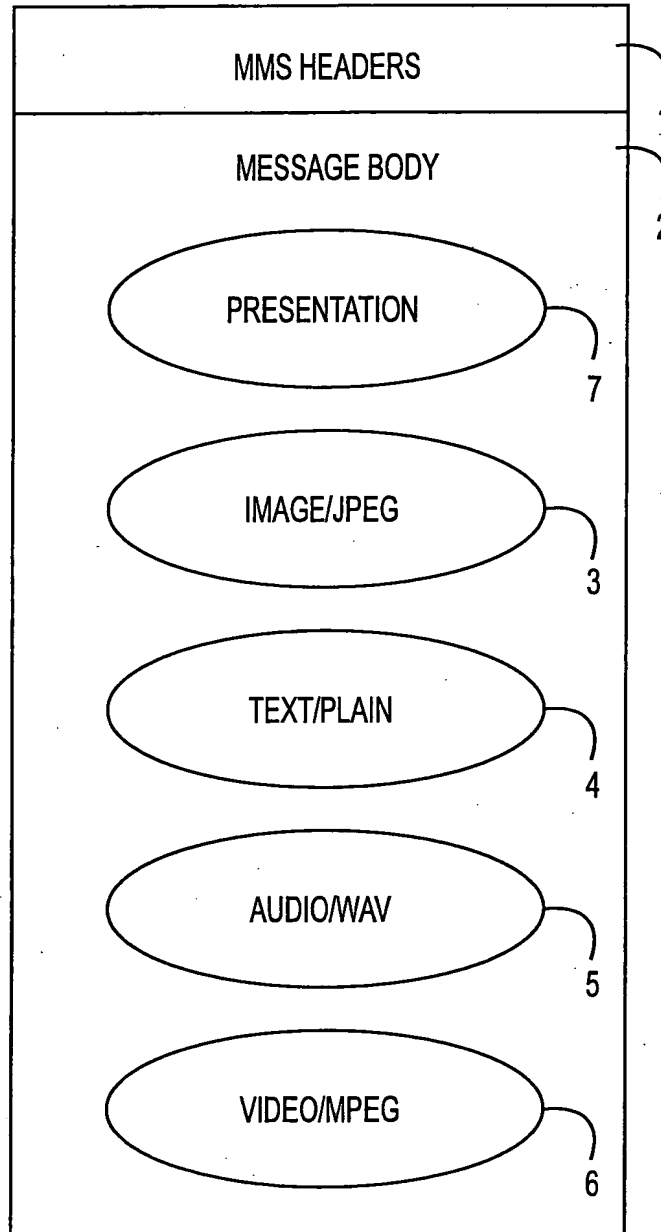 MMS HEADERS
MESSAGE BODY
2
PRESENTATION
7
IMAGE/JPEG
3
TEXT/PLAIN
4
AUDIO/WAV
5
VIDEO/MPEG
6